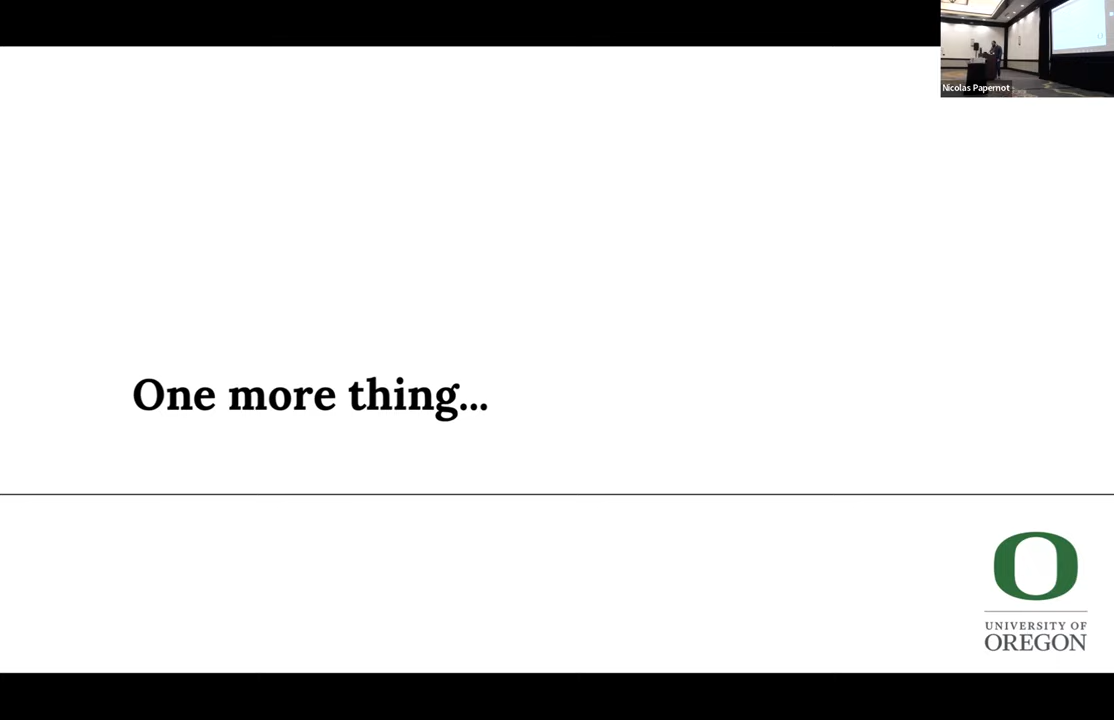 Nicolas Papernot
One more thing...
O
UNIVERSITY OF
OREGON